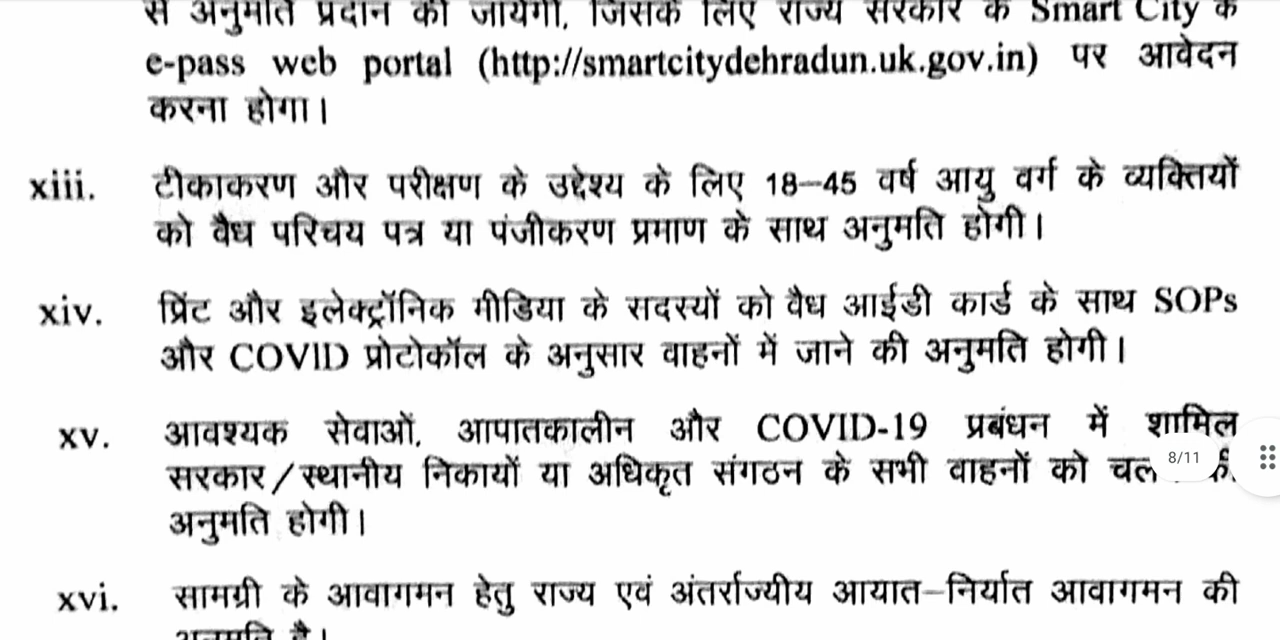 से अनुमति प्रदान की जायेगी, जिसके लिए राज्य सरकार के Smart City के
e-pass web portal (http://smartcitydehradun.uk.gov.in) पर आवेदन
करना होगा।
xiii. टीकाकरण और परीक्षण के उद्देश्य के लिए 18–45 वर्ष आयु वर्ग के व्यक्तियों
को वैध परिचय पत्र या पंजीकरण प्रमाण के साथ अनुमति होगी।
xiv. प्रिंट और इलेक्ट्रॉनिक मीडिया के सदस्यों को वैध आईडी कार्ड के साथ SOPs
और COVID प्रोटोकॉल के अनुसार वाहनों में जाने की अनुमति होगी।
xv. आवश्यक सेवाओं, आपातकालीन और COVID-19 प्रबंधन में शामिल
सरकार/स्थानीय निकायों या अधिकृत संगठन के सभी वाहनों को
8/11
अनुमति होगी।
xvi. सामग्री के आवागमन हेतु राज्य एवं अंतर्राज्यीय आयात–निर्यात आवागमन की
अनुमति है।